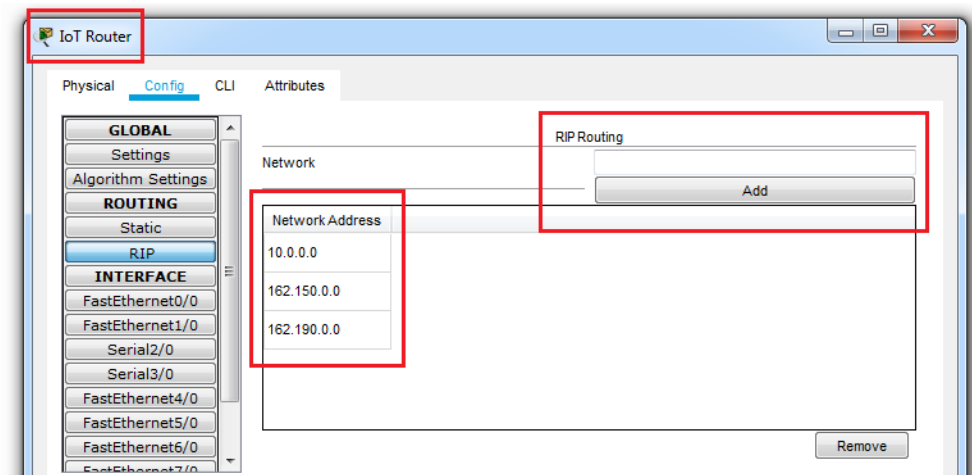 IoT Router
Physical Config CLI Attributes
GLOBAL
Settings
Algorithm Settings
ROUTING
Static
RIP
INTERFACE
FastEthernet0/0
FastEthernet1/0
Serial2/0
Serial3/0
FastEthernet4/0
FastEthernet5/0
FastEthernet6/0
FastEthernet7/0
RIP Routing
Network
Add
Network Address
10.0.0.0
162.150.0.0
162.190.0.0
Remove